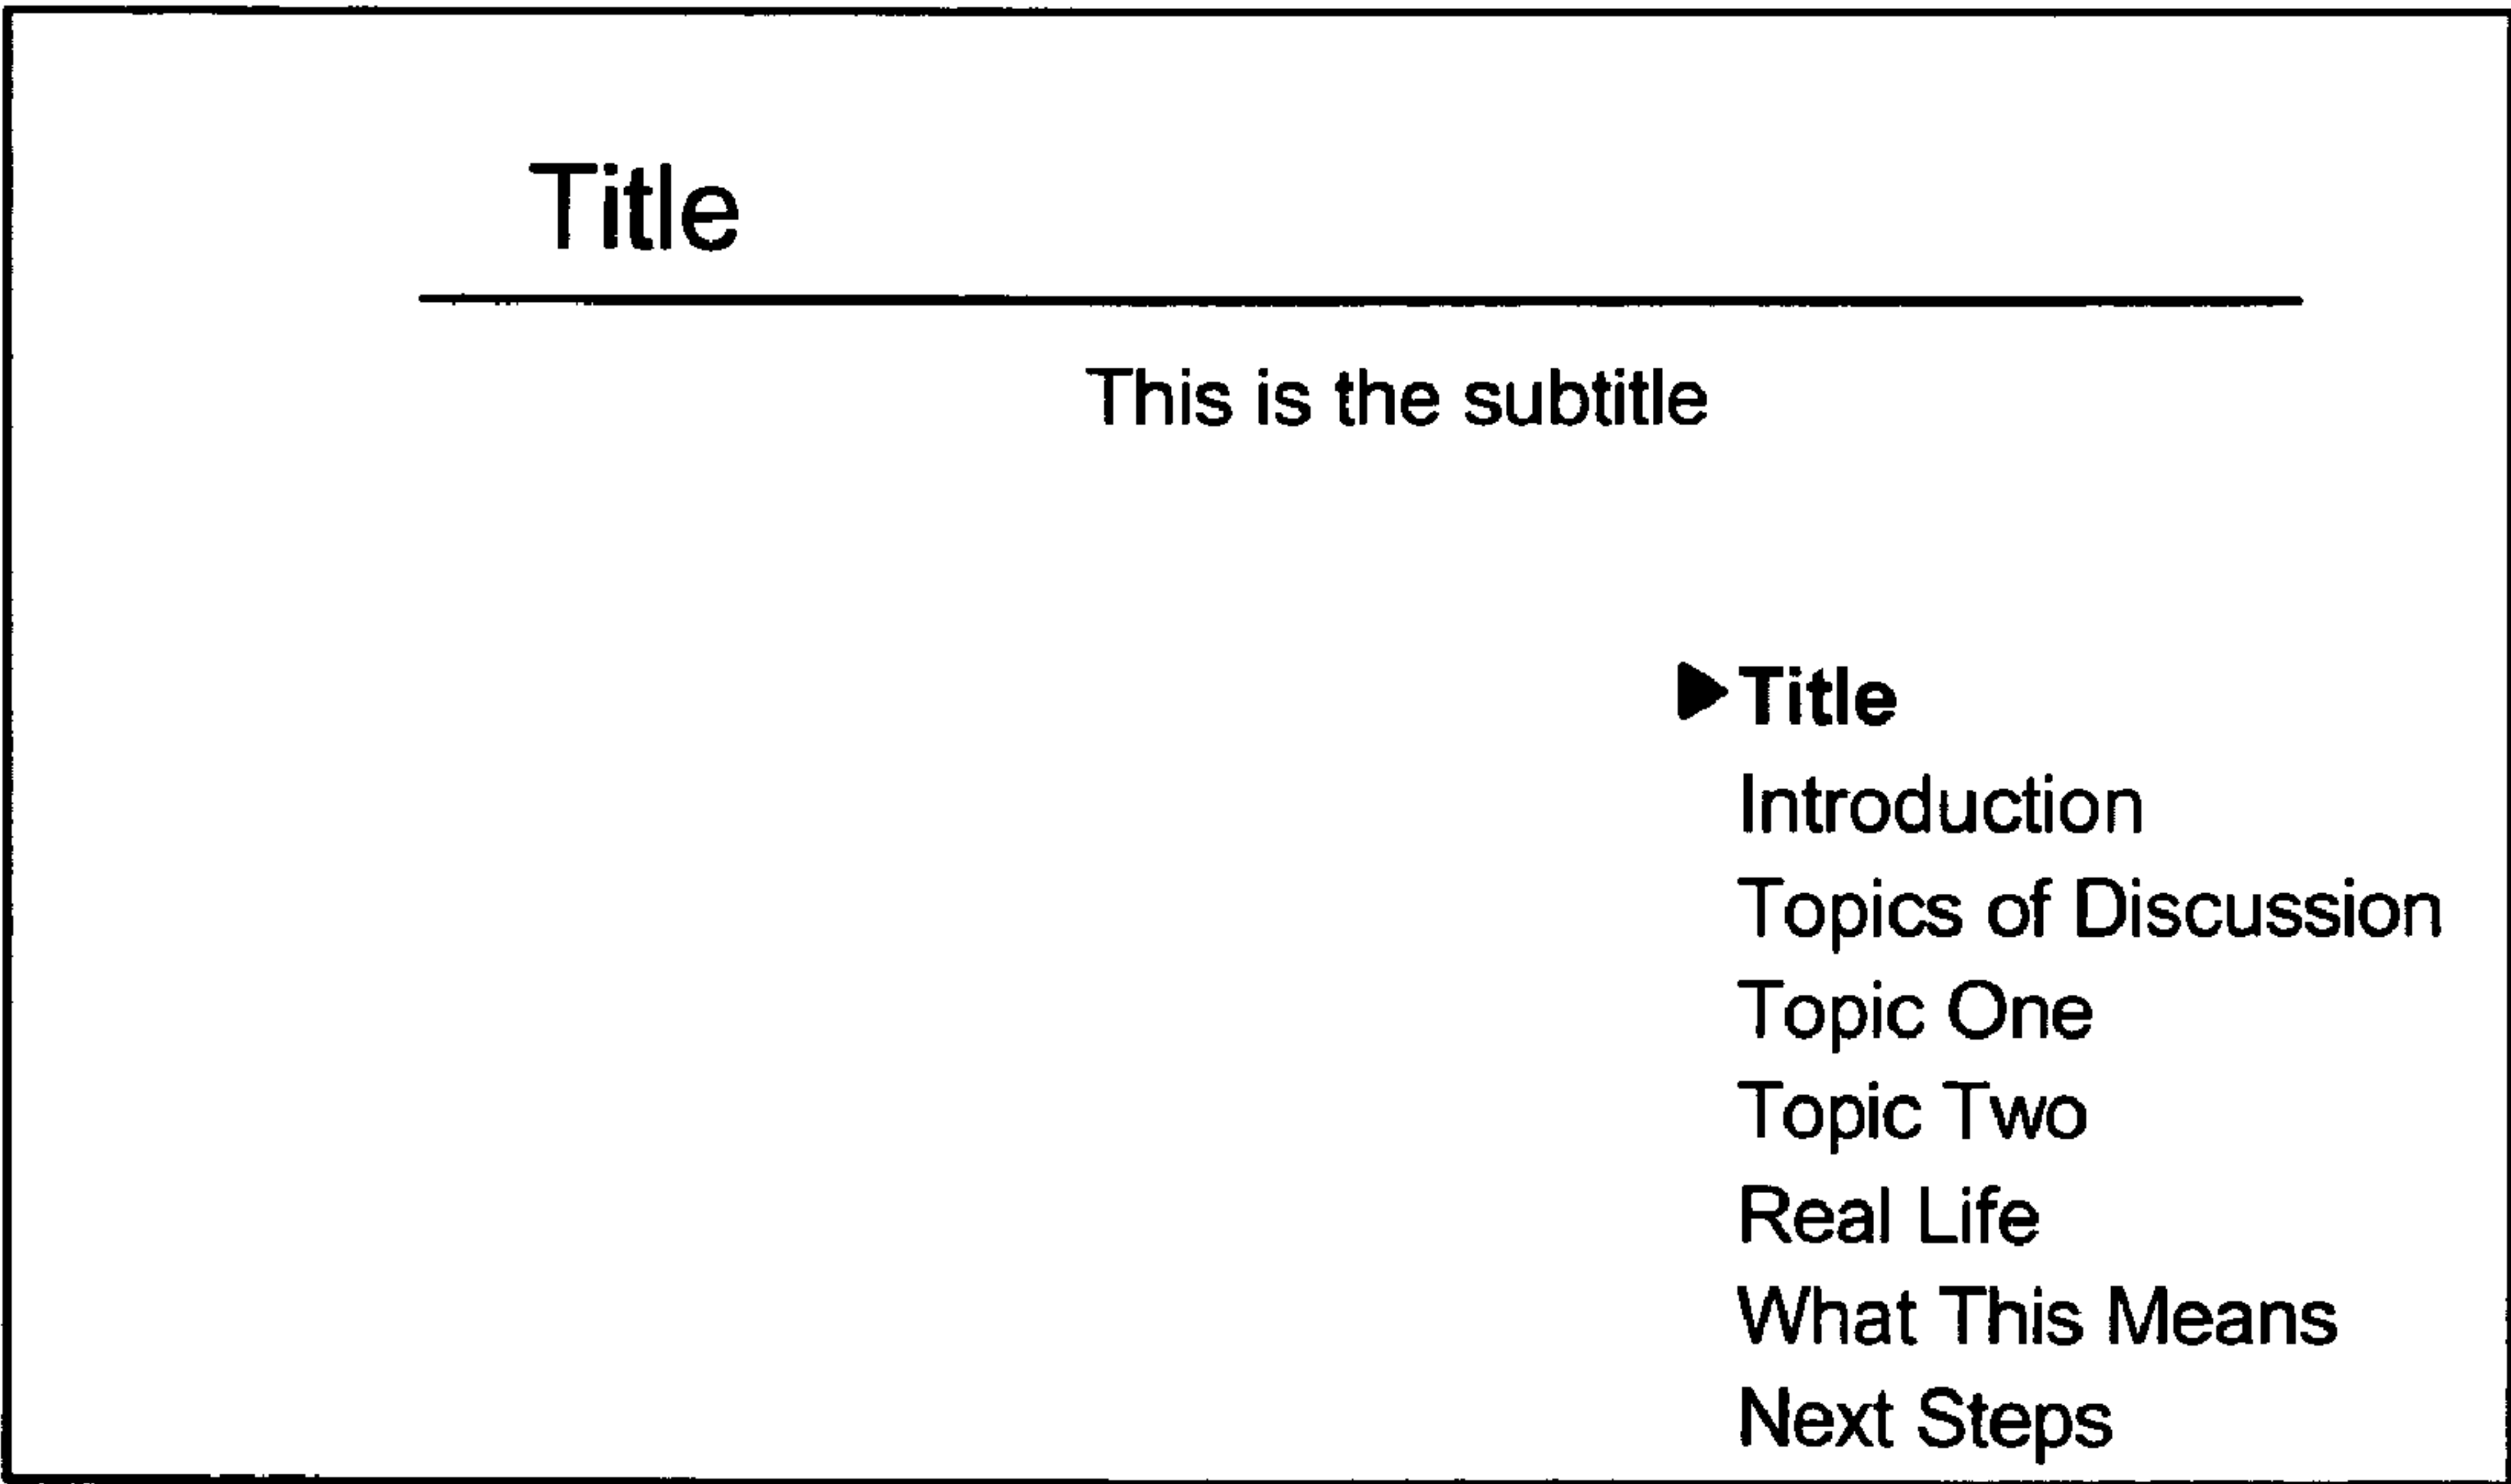 Title
This is the subtitle
Title
Introduction
Topics of Discussion
Topic One
Topic Two
Real Life
What This Means
Next Steps